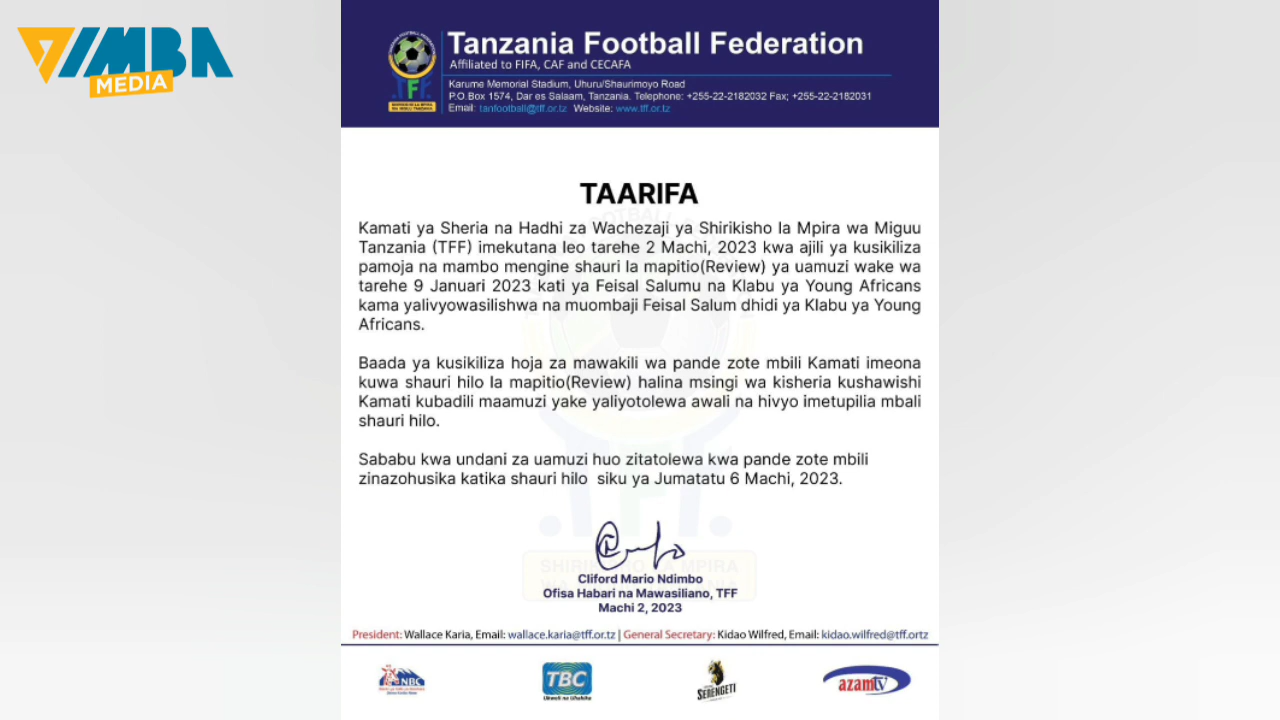 VIMBA
MEDIA
Tanzania Football Federation
Affiliated to FIFA, CAF and CECAFA
Karume Memorial Stadium, Uhuru/Shaurimoyo Road
P.O.Box 1574, Dar es Salaam, Tanzania. Telephone: +255-22-2182032 Fax; +255-22-2182031
Email: tanfootball@tff.or.tz Website: www.tff.or.tz
TAARIFA
Kamati ya Sheria na Hadhi za Wachezaji ya Shirikisho la Mpira wa Miguu
Tanzania (TFF) imekutana leo tarehe 2 Machi, 2023 kwa ajili ya kusikiliza
pamoja na mambo mengine shauri la mapitio(Review) ya uamuzi wake wa
tarehe 9 Januari 2023 kati ya Feisal Salumu na Klabu ya Young Africans
kama yalivyowasilishwa na muombaji Feisal Salum dhidi ya Klabu ya Young
Africans.
Baada ya kusikiliza hoja za mawakili wa pande zote mbili Kamati imeona
kuwa shauri hilo la mapitio(Review) halina msingi wa kisheria kushawishi
Kamati kubadili maamuzi yake yaliyotolewa awali na hivyo imetupilia mbali
shauri hilo.
Sababu kwa undani za uamuzi huo zitatolewa kwa pande zote mbili
zinazohusika katika shauri hilo siku ya Jumatatu 6 Machi, 2023.
Cliford Mario Ndimbo
Ofisa Habari na Mawasiliano, TFF
Machi 2, 2023
President: Wallace Karia, Email: wallace.karia@tff.or.tz | General Secretary: Kidao Wilfred, Email: kidao.wilfred@tff.ortz
NBC
TBC
Ukweli na Uhakika
SERENGETI
azamtv